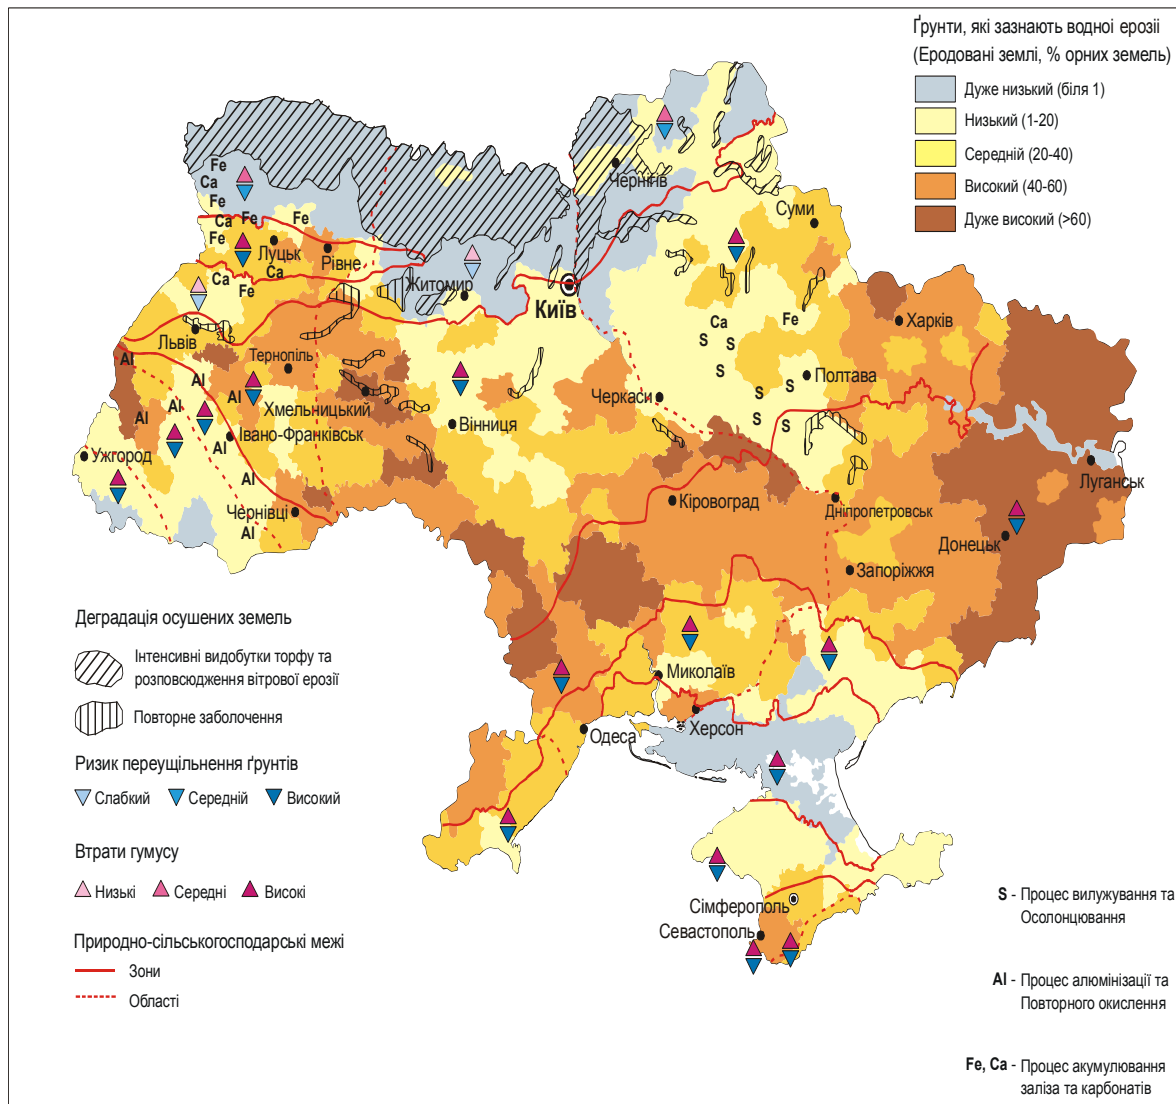 Ґрунти, які зазнають водної ерозії
(Еродовані землі, % орних земель)
Дуже низький (біля 1)
Низький (1-20)
Середній (20-40)
Високий (40-60)
Дуже високий (>60)
Чернігів
Суми
Fe
Ca
Fe
Ca
Fe
Fe
Fe
Луцьк
Рівне
Ca
Ca
Fe
Житомир
Київ
Львів
Ca
Fe
S
S
Харків
Al
Тернопіль
Al
Al
S
S
Полтава
S
S
Хмельницький
Черкаси
Al
Вінниця
Івано-Франківськ
Al
Ужгород
Al
Чернівці
Al
Кіровоград
Дніпропетровськ
Луганськ
Донецьк
Запоріжжя
Миколаїв
Херсон
Одеса
Сімферополь
Севастополь
Деградація осушених земель
Інтенсивні видобутки торфу та
розповсюдження вітрової ерозії
Повторне заболочення
Ризик переущільнення ґрунтів
Слабкий
Середній
Високий
Втрати гумусу
Низькі
Середні
Високі
Природно-сільськогосподарські межі
Зони
Області
S - Процес вилужування та
Осолонцювання
Al - Процес алюмінізації та
Повторного окислення
Fe, Ca - Процес акумулювання
заліза та карбонатів